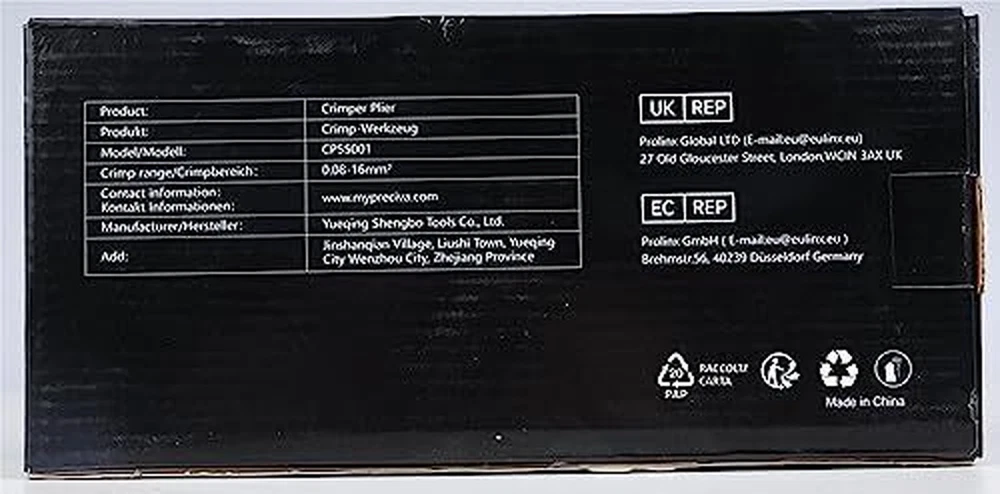 Product: Crimper Plier
Produkt: Crimp-Werkzeug
Model/Modell: CPSS001
Crimp range/Crimpbereich: 0.08-16mm²
Contact information:
Kontakt Informationen: www.mypreciva.com
Manufacturer/Hersteller: Yueqing Shengbo Tools Co., Ltd.
Add: Jinshanqian Village, Liushi Town, Yueqing
City Wenzhou City, Zhejiang Province
UK REP
Prolinx Global LTD (E-mail:eu@eulinx.eu)
27 Old Gloucester Street, London,WC1N 3AX UK
EC REP
Prolinx GmbH ( E-mail:eu@eulinx.eu )
Brehmstr.56, 40239 Düsseldorf Germany
20
PAP
RACCOLTA
CARTA
Made in China